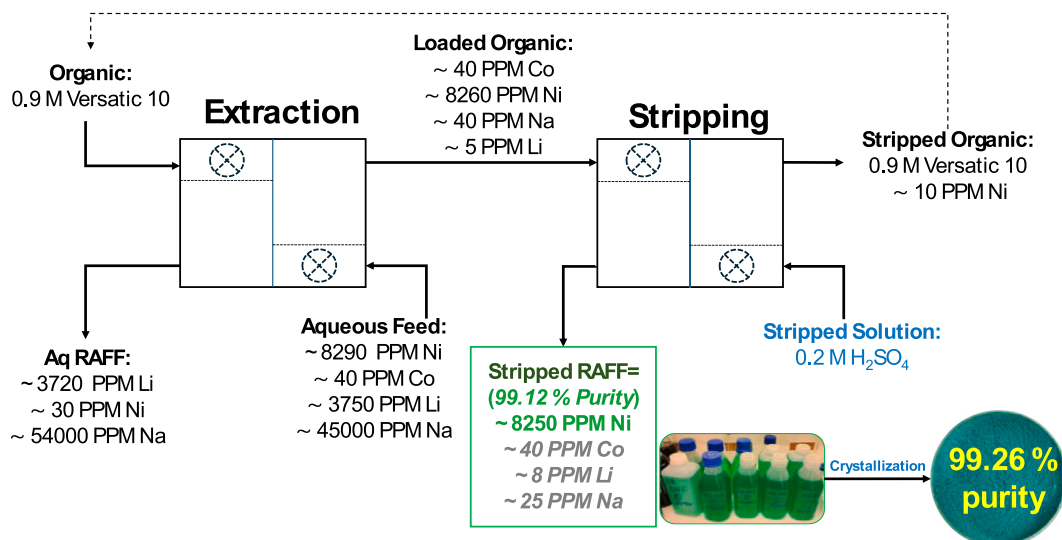 Organic:
0.9 M Versatic 10
Extraction
Loaded Organic:
~ 40 PPM Co
~ 8260 PPM Ni
~ 40 PPM Na
~ 5 PPM Li
Stripping
Stripped Organic:
0.9 M Versatic 10
~ 10 PPM Ni
Aq RAFF:
~ 3720 PPM Li
~ 30 PPM Ni
~ 54000 PPM Na
Aqueous Feed:
~ 8290 PPM Ni
~ 40 PPM Co
~ 3750 PPM Li
~ 45000 PPM Na
Stripped RAFF=
(99.12 % Purity)
~ 8250 PPM Ni
~ 40 PPM Co
~ 8 PPM Li
~ 25 PPM Na
Stripped Solution:
0.2 M H₂SO₄
Crystallization
99.26 %
purity